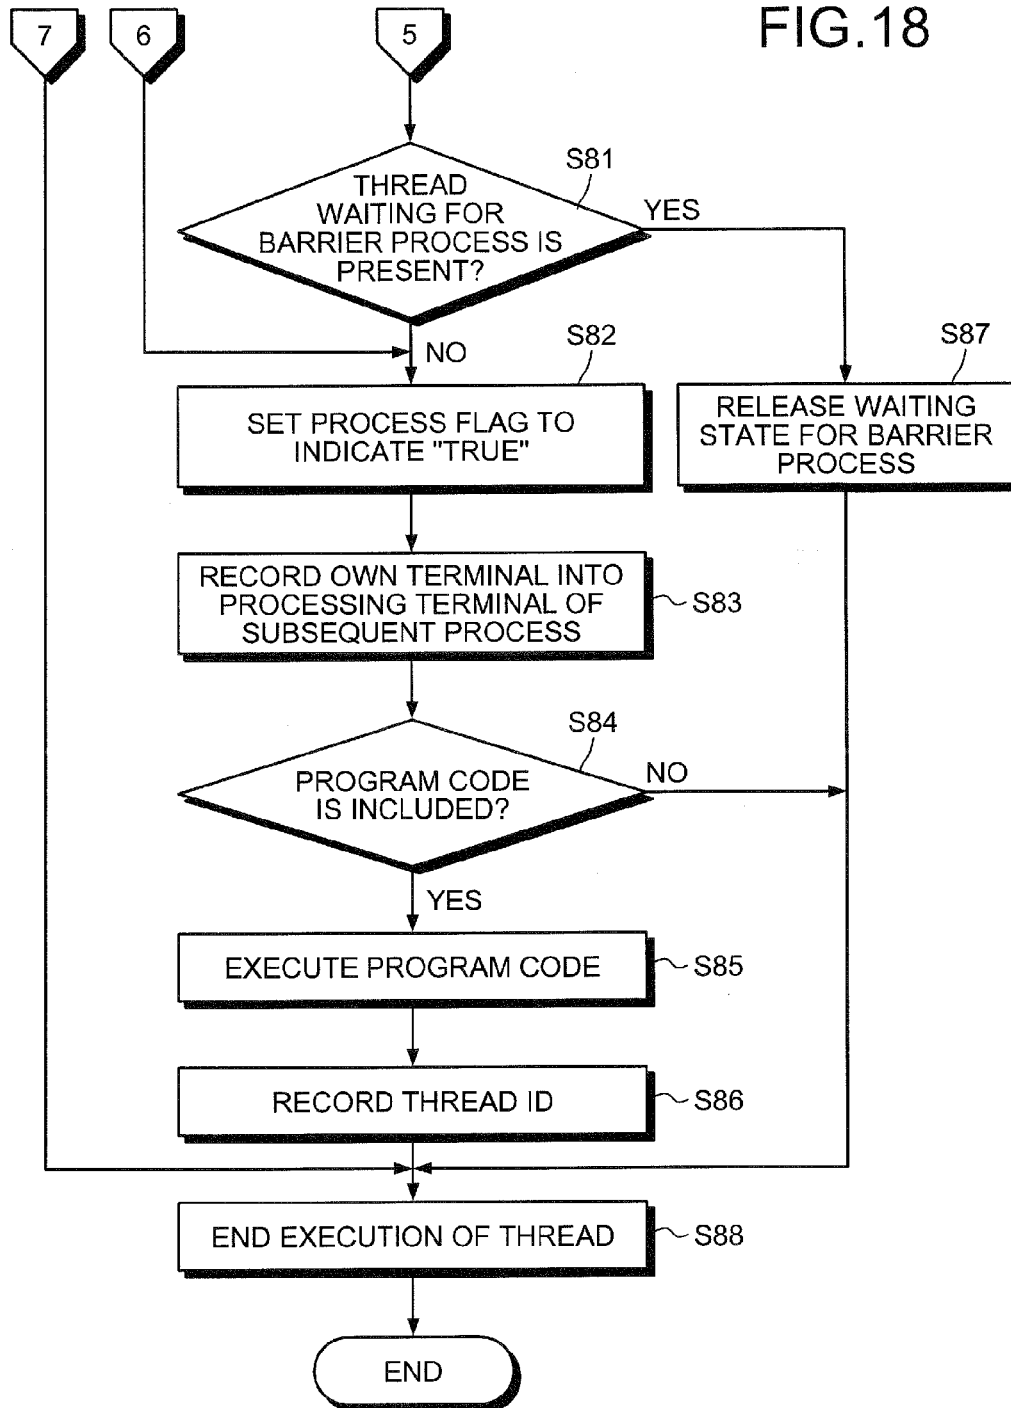 7
6
5
FIG.18
S81
THREAD
WAITING FOR
BARRIER PROCESS IS
PRESENT?
YES
NO
S82
S87
SET PROCESS FLAG TO
INDICATE "TRUE"
RELEASE WAITING
STATE FOR BARRIER
PROCESS
RECORD OWN TERMINAL INTO
PROCESSING TERMINAL OF
SUBSEQUENT PROCESS
S83
S84
PROGRAM CODE
IS INCLUDED?
NO
YES
EXECUTE PROGRAM CODE
S85
RECORD THREAD ID
S86
END EXECUTION OF THREAD
S88
END